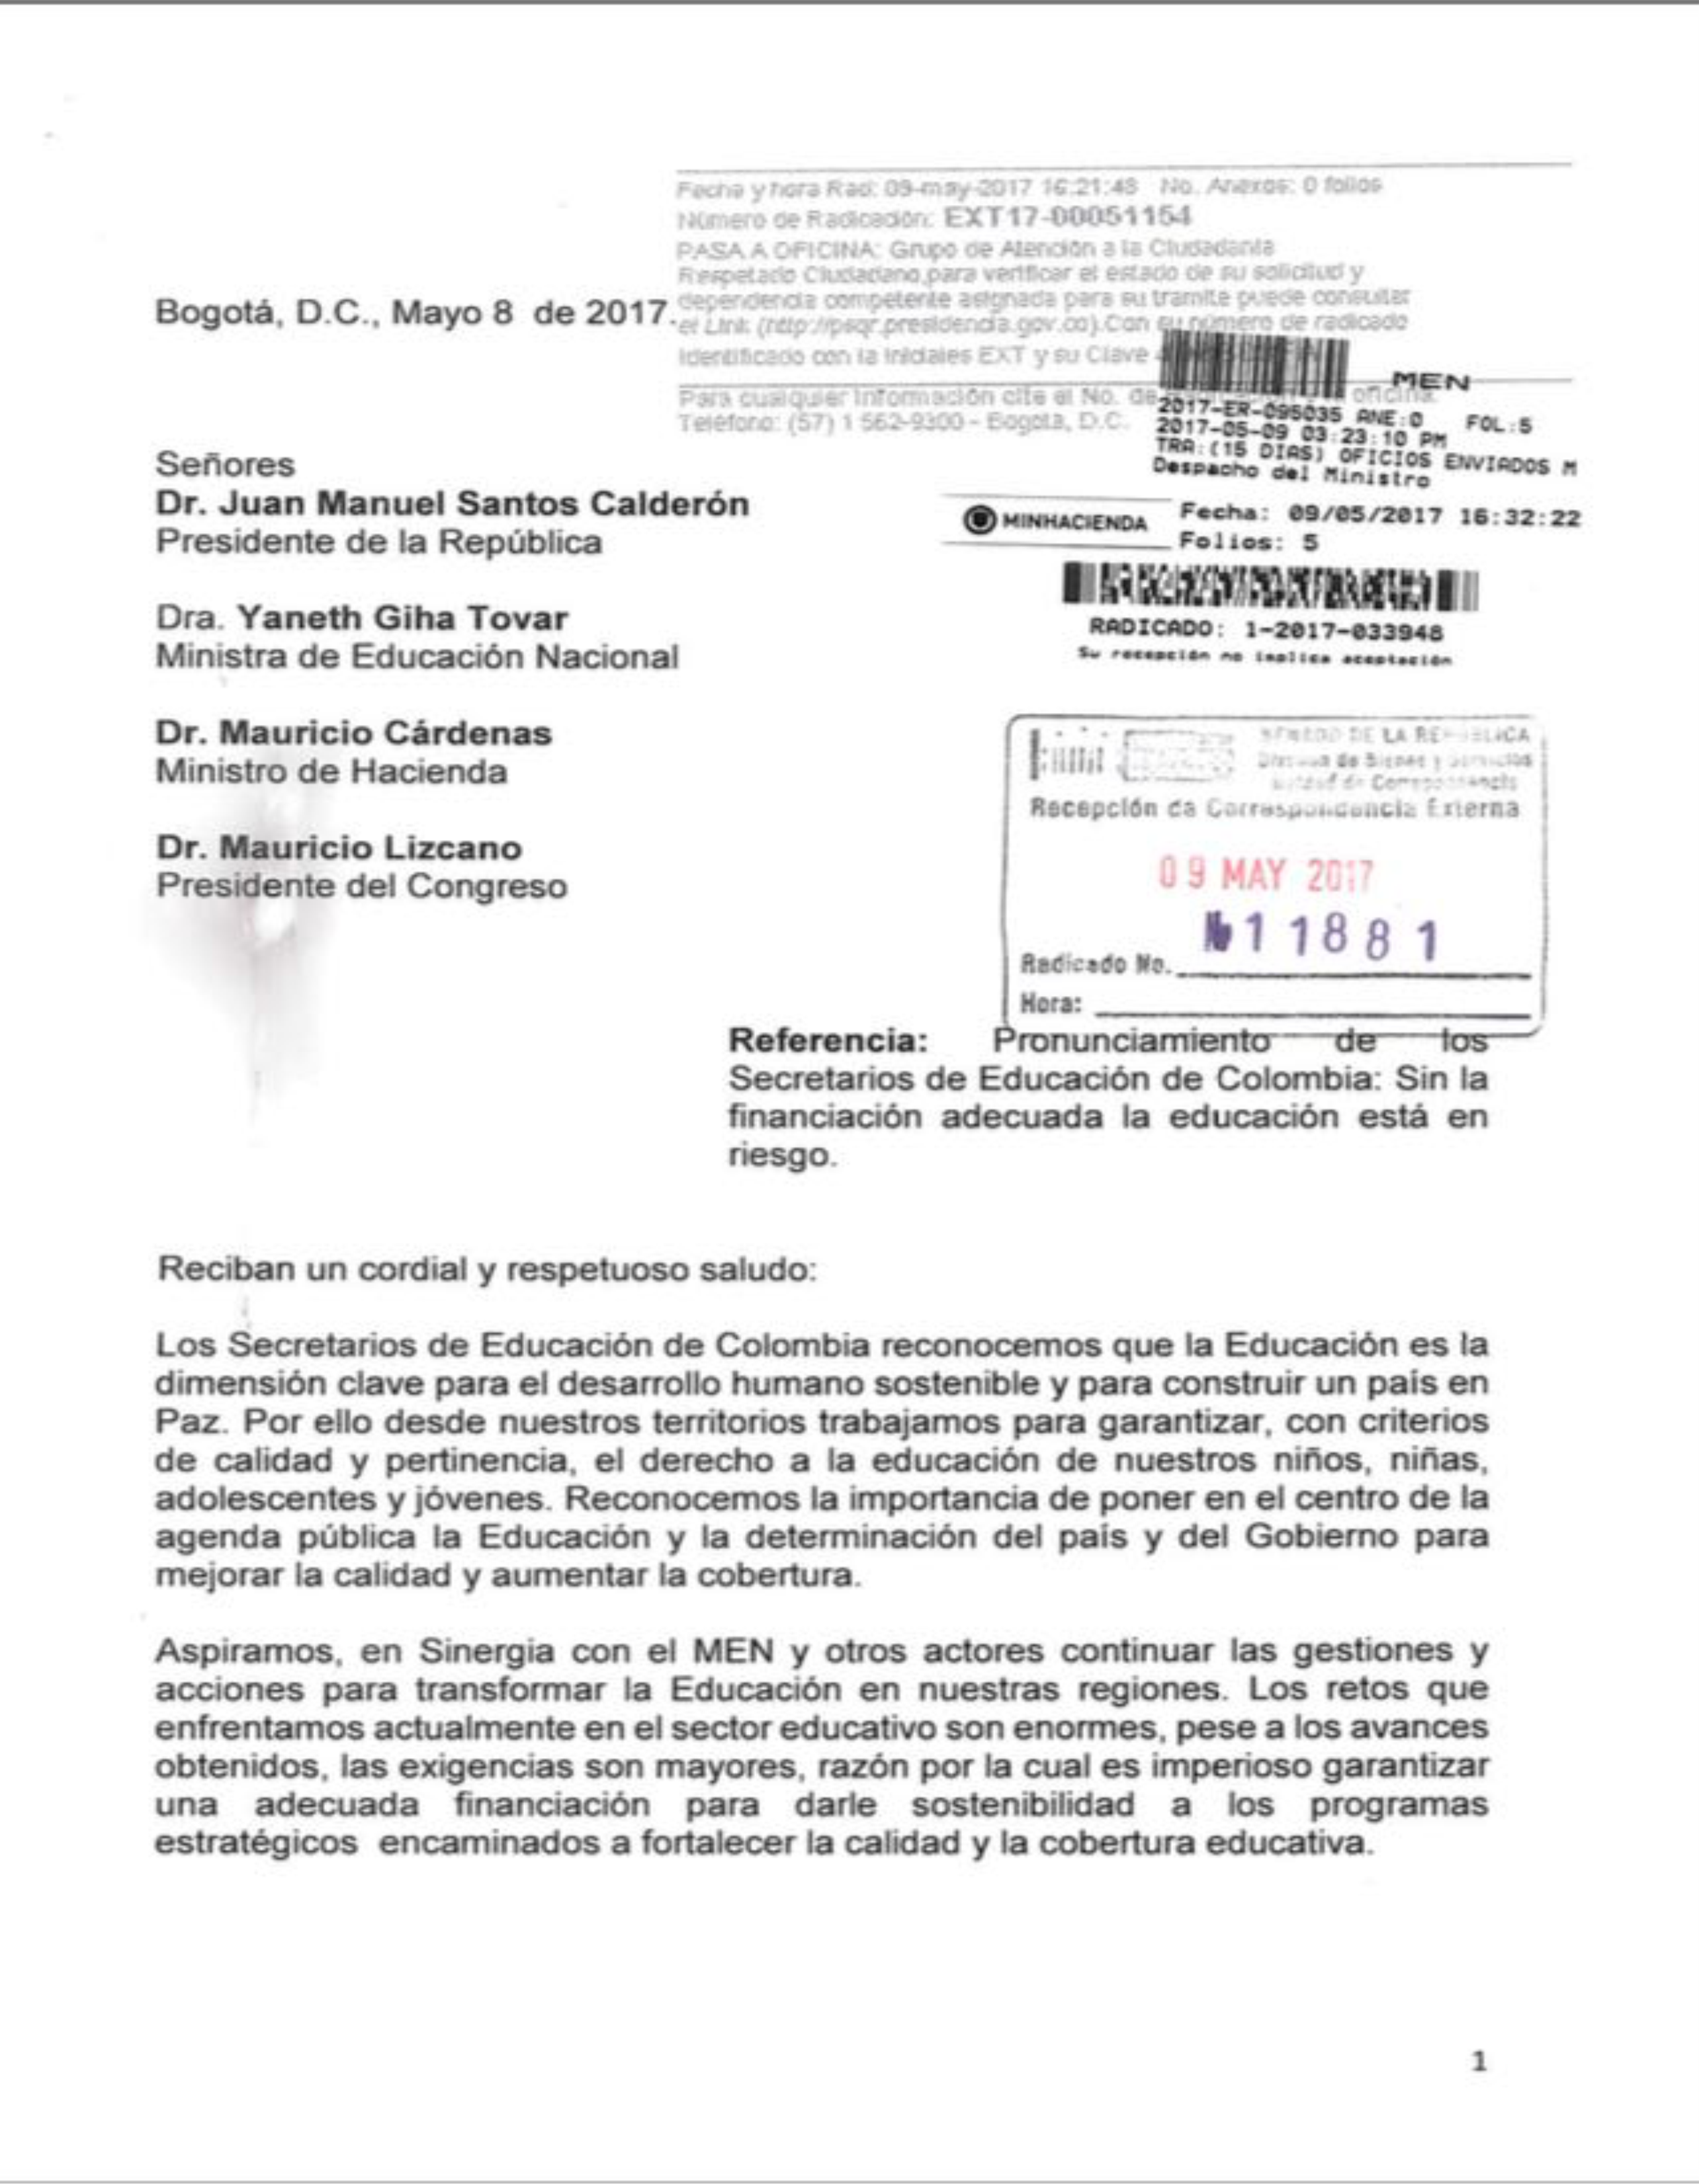 Fecha y hora Rad: 09-may-2017 16:21:48 No. Anexos: 0 folios
Número de Radicación: EXT17-00051154
PASA A OFICINA: Grupo de Atención a la Ciudadanía
Respetado Ciudadano,para verificar el estado de su solicitud y
dependencia competente asignada para su tramite puede consultar
el Link (http://psqr.presidencia.gov.co).Con su número de radicado
Identificado con la Iniciales EXT y su Clave
Para cualquier Información cite el No. de oficina.
Teléfono: (57) 1 562-9300 - Bogotá, D.C.
Bogotá, D.C., Mayo 8 de 2017.
MEN
2017-ER-095035 ANE:0 FOL:5
2017-05-09 03:23:10 PM
TRA:(15 DIAS) OFICIOS ENVIADOS M
Despacho del Ministro
MINHACIENDA
Fecha: 09/05/2017 16:32:22
Folios: 5
RADICADO: 1-2017-033948
Su recepción no implica aceptación
Señores
Dr. Juan Manuel Santos Calderón
Presidente de la República
Dra. Yaneth Giha Tovar
Ministra de Educación Nacional
Dr. Mauricio Cárdenas
Ministro de Hacienda
Dr. Mauricio Lizcano
Presidente del Congreso
SENADO DE LA REPUBLICA
División de Bienes y Servicios
Unidad de Correspondencia
Recepción de Correspondencia Externa
09 MAY 2017
№11881
Radicado No.
Hora:
Referencia: Pronunciamiento de los
Secretarios de Educación de Colombia: Sin la
financiación adecuada la educación está en
riesgo.
Reciban un cordial y respetuoso saludo:
Los Secretarios de Educación de Colombia reconocemos que la Educación es la
dimensión clave para el desarrollo humano sostenible y para construir un país en
Paz. Por ello desde nuestros territorios trabajamos para garantizar, con criterios
de calidad y pertinencia, el derecho a la educación de nuestros niños, niñas,
adolescentes y jóvenes. Reconocemos la importancia de poner en el centro de la
agenda pública la Educación y la determinación del país y del Gobierno para
mejorar la calidad y aumentar la cobertura.
Aspiramos, en Sinergia con el MEN y otros actores continuar las gestiones y
acciones para transformar la Educación en nuestras regiones. Los retos que
enfrentamos actualmente en el sector educativo son enormes, pese a los avances
obtenidos, las exigencias son mayores, razón por la cual es imperioso garantizar
una adecuada financiación para darle sostenibilidad a los programas
estratégicos encaminados a fortalecer la calidad y la cobertura educativa.
1